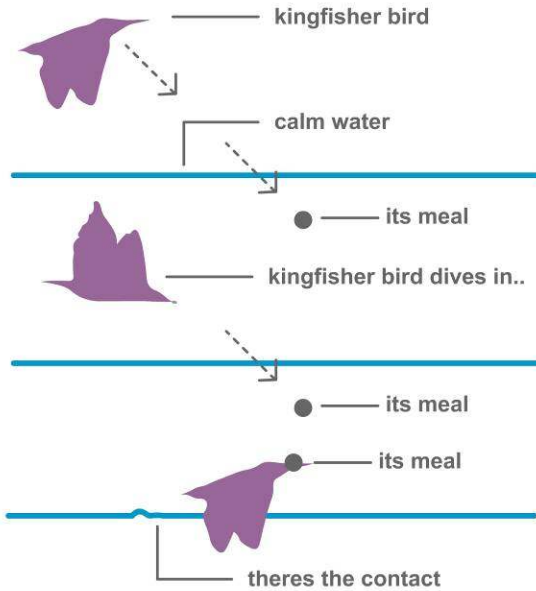 kingfisher bird
calm water
its meal
kingfisher bird dives in..
its meal
its meal
theres the contact